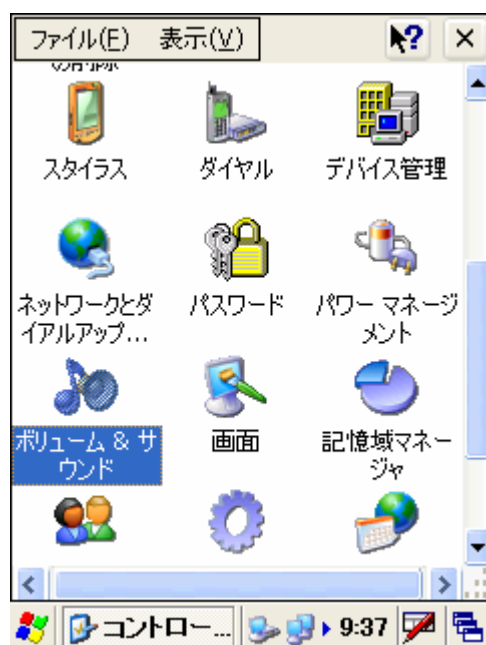 ファイル(F) 表示(V)
の削除
スタイラス
ダイヤル
デバイス管理
ネットワークとダ
イアルアップ...
パスワード
パワー マネージ
メント
ボリューム & サ
ウンド
画面
記憶域マネー
ジャ
コントロー... 9:37